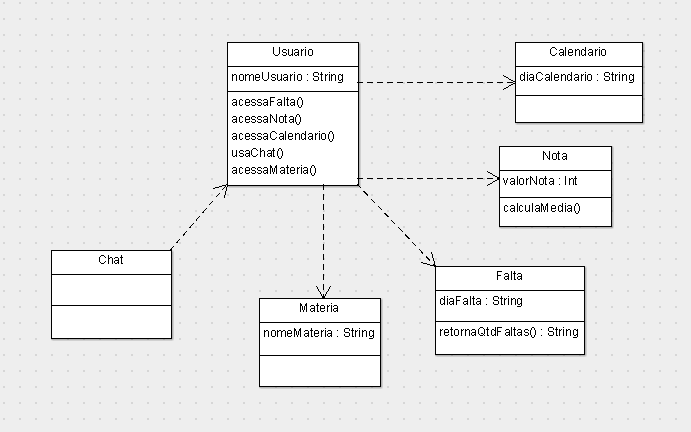 Usuario
nomeUsuario : String
acessaFalta()
acessaNota()
acessaCalendario()
usaChat()
acessaMateria()
Calendario
diaCalendario : String
Nota
valorNota : Int
calculaMedia()
Chat
Materia
nomeMateria : String
Falta
diaFalta : String
retornaQtdFaltas() : String